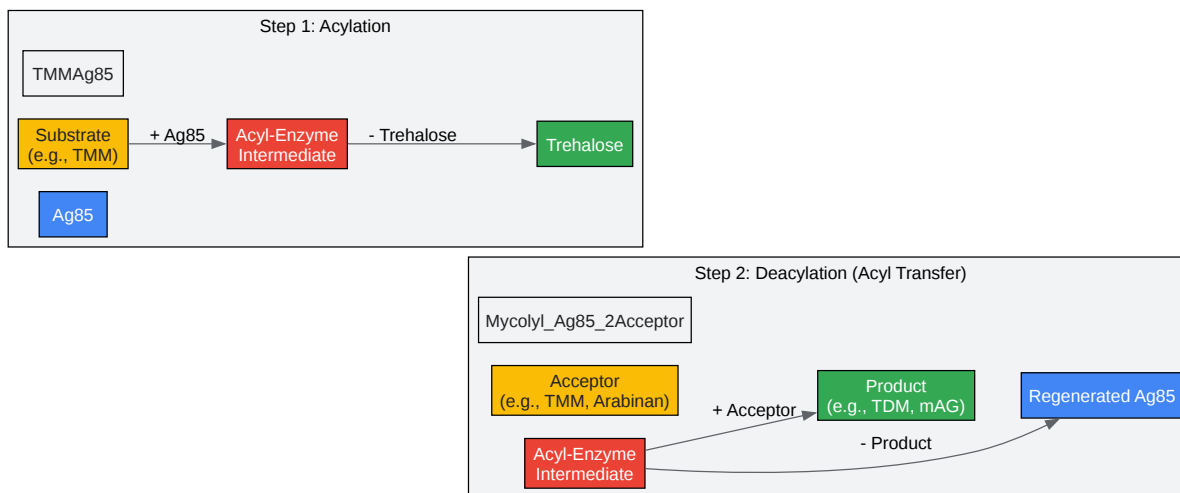 Step 1: Acylation
TMMAg85
Substrate
(e.g., TMM)
+ Ag85
Acyl-Enzyme
Intermediate
- Trehalose
Trehalose
Ag85
Step 2: Deacylation (Acyl Transfer)
Mycolyl_Ag85_2Acceptor
Acceptor
(e.g., TMM, Arabinan)
+ Acceptor
Product
(e.g., TDM, mAG)
Regenerated Ag85
- Product
Acyl-Enzyme
Intermediate